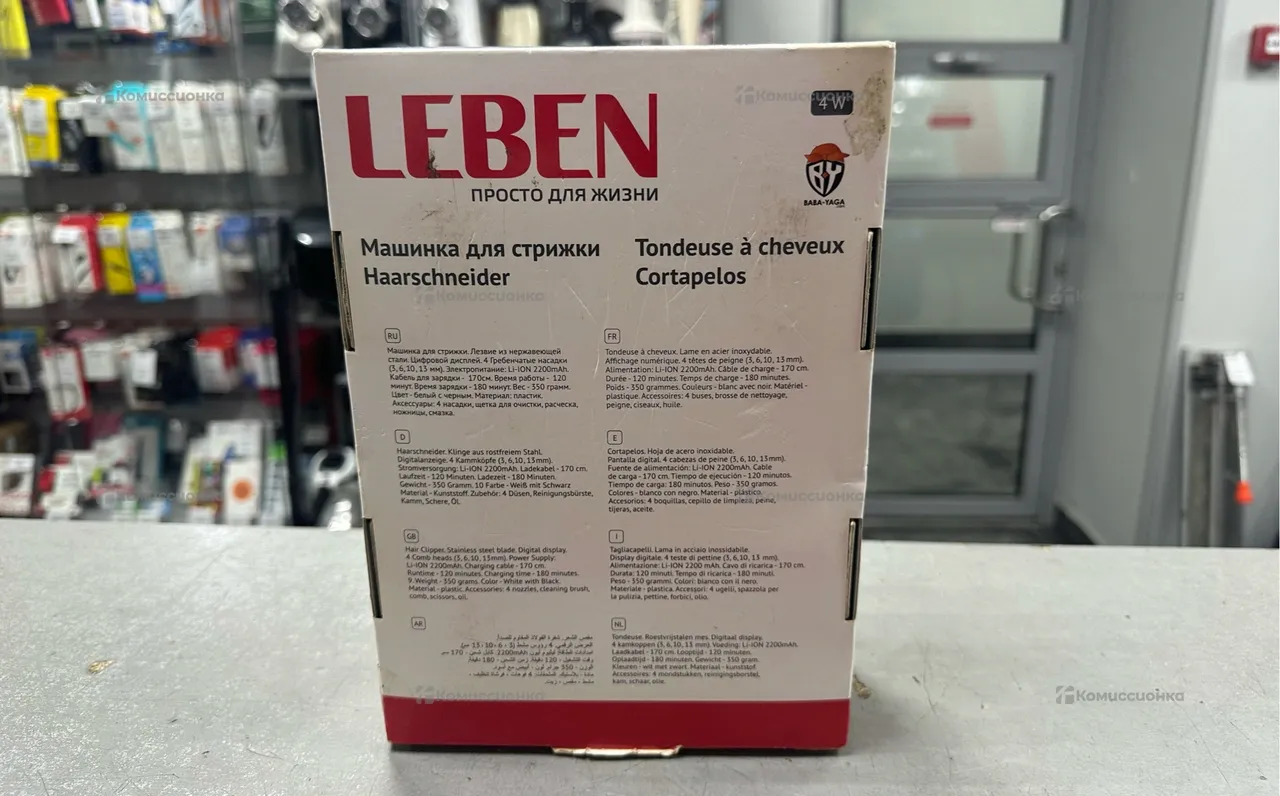 LEBEN
ПРОСТО ДЛЯ ЖИЗНИ
4 W
BABA-YAGA
Машинка для стрижки
Haarschneider
Tondeuse à cheveux
Cortapelos
RU
Машинка для стрижки. Лезвие из нержавеющей
стали. Цифровой дисплей. 4 Гребенчатые насадки
(3, 6, 10, 13 мм). Электропитание: Li-ION 2200mAh.
Кабель для зарядки - 170см. Время работы - 120
минут. Время зарядки - 180 минут. Вес - 350 грамм.
Цвет - белый с черным. Материал: пластик.
Аксессуары: 4 насадки, щетка для очистки, расческа,
ножницы, смазка.
FR
Tondeuse à cheveux. Lame en acier inoxydable.
Affichage numérique. 4 têtes de peigne (3, 6, 10, 13 mm).
Alimentation: Li-ION 2200mAh. Câble de charge - 170 cm.
Durée - 120 minutes. Temps de charge - 180 minutes.
Poids - 350 grammes. Couleurs - blanc avec noir. Matériel -
plastique. Accessoires: 4 buses, brosse de nettoyage,
peigne, ciseaux, huile.
D
Haarschneider. Klinge aus rostfreiem Stahl.
Digitalanzeige. 4 Kammköpfe (3, 6, 10, 13mm).
Stromversorgung: Li-ION 2200mAh. Ladekabel - 170 cm.
Laufzeit - 120 Minuten. Ladezeit - 180 Minuten.
Gewicht - 350 Gramm, 10 Farbe - Weiß mit Schwarz
Material - Kunststoff. Zubehör: 4 Düsen, Reinigungsbürste,
Kamm, Schere, ÖL.
E
Cortapelos. Hoja de acero inoxidable.
Pantalla digital. 4 cabezas de peine (3, 6, 10, 13mm).
Fuente de alimentación: Li-ION 2200mAh. Cable
de carga - 170 cm. Tiempo de ejecución - 120 minutos.
Tiempo de carga: 180 minutos. Peso - 350 gramos.
Colores - blanco con negro. Material - plástico.
Accesorios: 4 boquillas, cepillo de limpieza, peine,
tijeras, aceite.
GB
Hair Clipper. Stainless steel blade. Digital display.
4 Comb heads (3, 6, 10, 13mm). Power Supply:
Li-ION 2200mAh. Charging cable - 170 cm.
Runtime - 120 minutes. Charging time - 180 minutes.
9. Weight - 350 grams. Color - White with Black.
Material - plastic. Accessories: 4 nozzles, cleaning brush,
comb, scissors, oil.
I
Tagliacapelli. Lama in acciaio inossidabile.
Display digitale. 4 teste di pettine (3, 6, 10, 13 mm).
Alimentazione: Li-ION 2200 mAh. Cavo di ricarica - 170 cm.
Durata: 120 minuti. Tempo di ricarica - 180 minuti.
Peso - 350 grammi. Colori: bianco con il nero.
Materiale - plastica. Accessori: 4 ugelli, spazzola per
la pulizia, pettine, forbici, olio.
AR
NL
Tondeuse. Roestvrijstalen mes. Digitaal display.
4 kamkoppen (3, 6, 10, 13 mm). Voeding: Li-ION 2200mAh.
Laadkabel - 170 cm. Looptijd - 120 minuten.
Oplaadtijd - 180 minuten. Gewicht - 350 gram.
Kleuren - wit met zwart. Materiaal - kunststof
Accessoires: 4 mondstukken, reinigingsborstel,
kam, schaar, olie.
Комиссионка
Комиссионка
Комиссионка
Комиссионка
Комиссионка